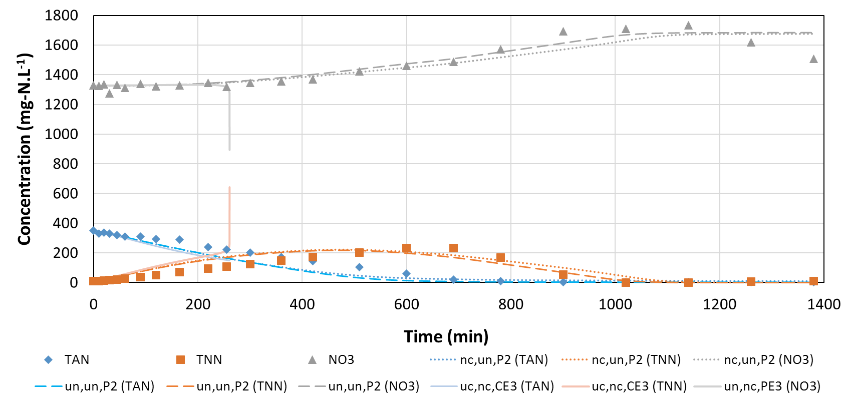 1800
1600
1400
1200
1000
800
600
400
200
0
Concentration (mg-N.L-1)
0 200 400 600 800 1000 1200 1400
Time (min)
TAN TNN NO3 nc,un,P2 (TAN) nc,un,P2 (TNN) nc,un,P2 (NO3)
un,un,P2 (TAN) un,un,P2 (TNN) un,un,P2 (NO3) uc,nc,CE3 (TAN) uc,nc,CE3 (TNN) un,nc,PE3 (NO3)